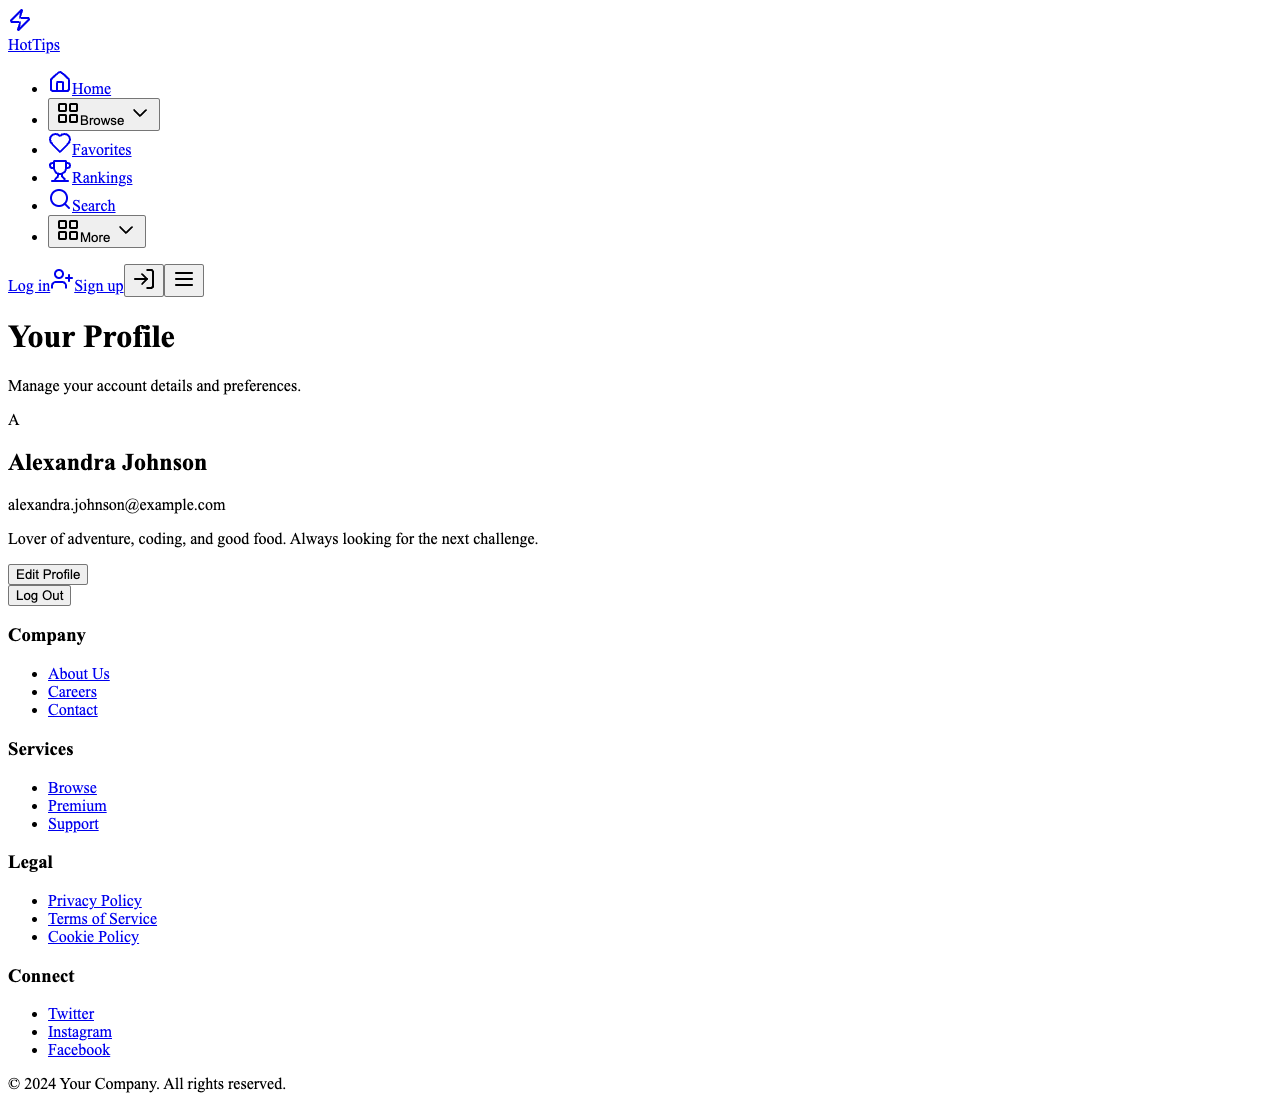 HotTips
Home
Browse
Favorites
Rankings
Search
More
Log in Sign up
Your Profile
Manage your account details and preferences.
A
Alexandra Johnson
alexandra.johnson@example.com
Lover of adventure, coding, and good food. Always looking for the next challenge.
Edit Profile
Log Out
Company
About Us
Careers
Contact
Services
Browse
Premium
Support
Legal
Privacy Policy
Terms of Service
Cookie Policy
Connect
Twitter
Instagram
Facebook
© 2024 Your Company. All rights reserved.